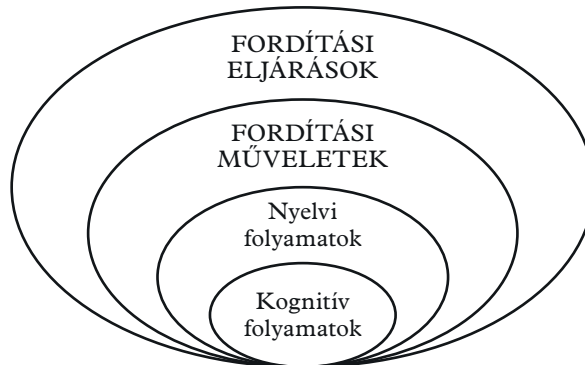 FORDÍTÁSI
ELJÁRÁSOK
FORDÍTÁSI
MŰVELETEK
Nyelvi
folyamatok
Kognitív
folyamatok